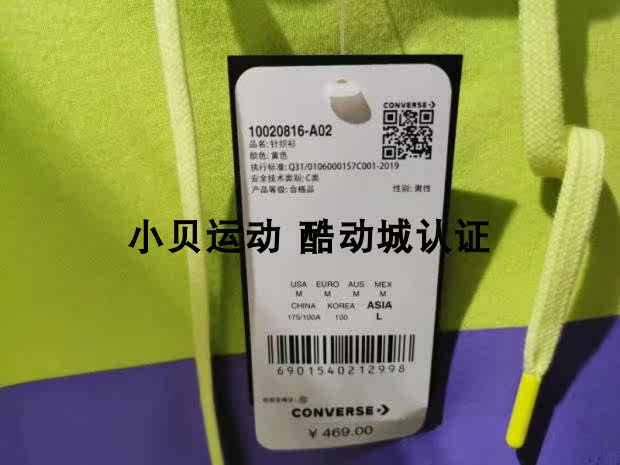 CONVERSE
10020816-A02
品名: 针织衫
颜色: 黄色
执行标准: Q31/0106000157C001-2019
安全技术类别: C类
产品等级: 合格品 性别: 男性
小贝运动 酷动城认证
USA EURO AUS MEX
M M M M
CHINA KOREA ASIA
175/100A 100 L
6901540212998
CONVERSE
¥ 469.00